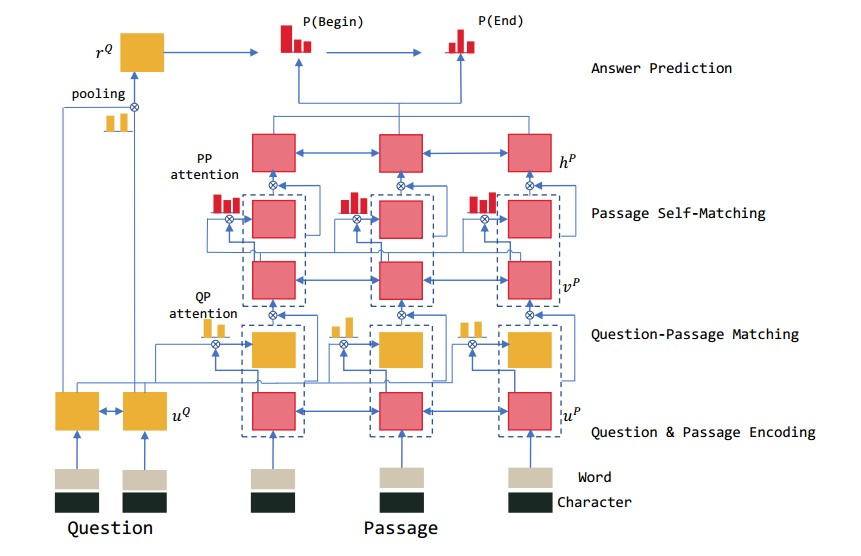 P(Begin)
P(End)
r^Q
Answer Prediction
pooling
PP
attention
h^P
Passage Self-Matching
QP
attention
v^P
Question-Passage Matching
u^Q
u^P
Question & Passage Encoding
Word
Character
Question
Passage